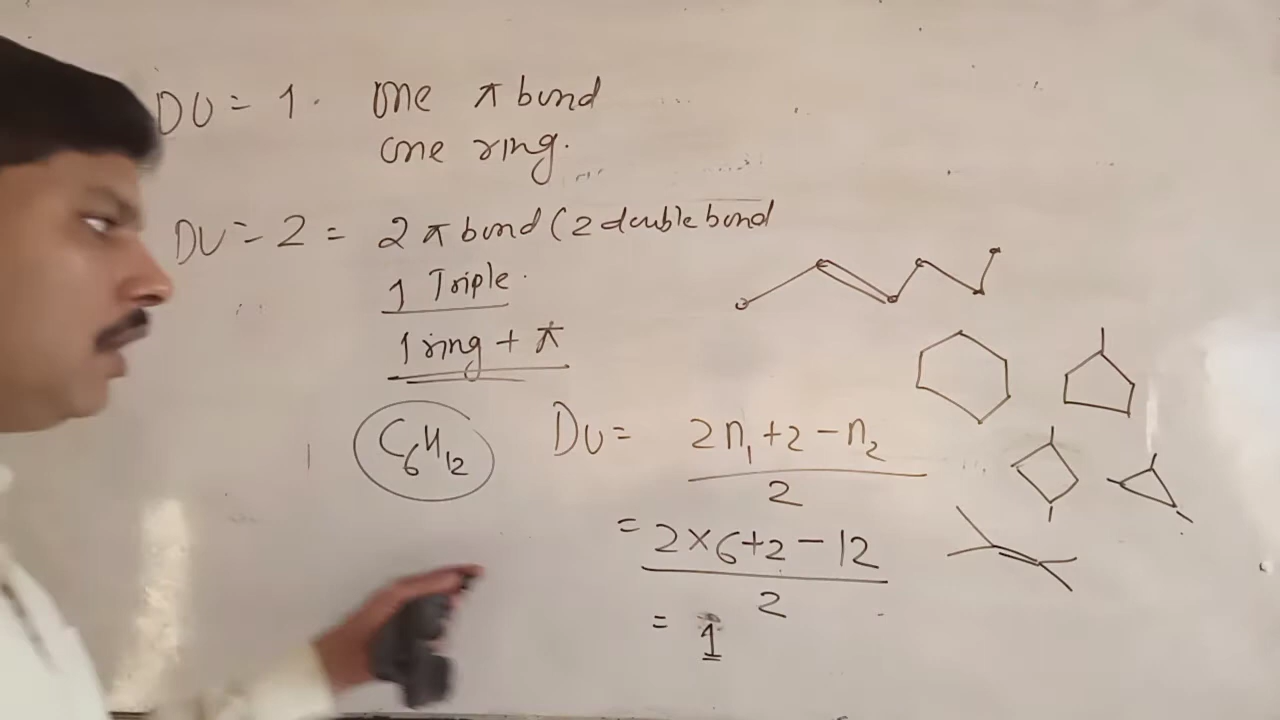 DU = 1. one π bond
one ring.
DU = 2 = 2 π bond (2 double bond
1 Triple.
1 ring + π
C6H12
DU = 2n1+2-n2
2
= 2×6+2-12
2
= 1